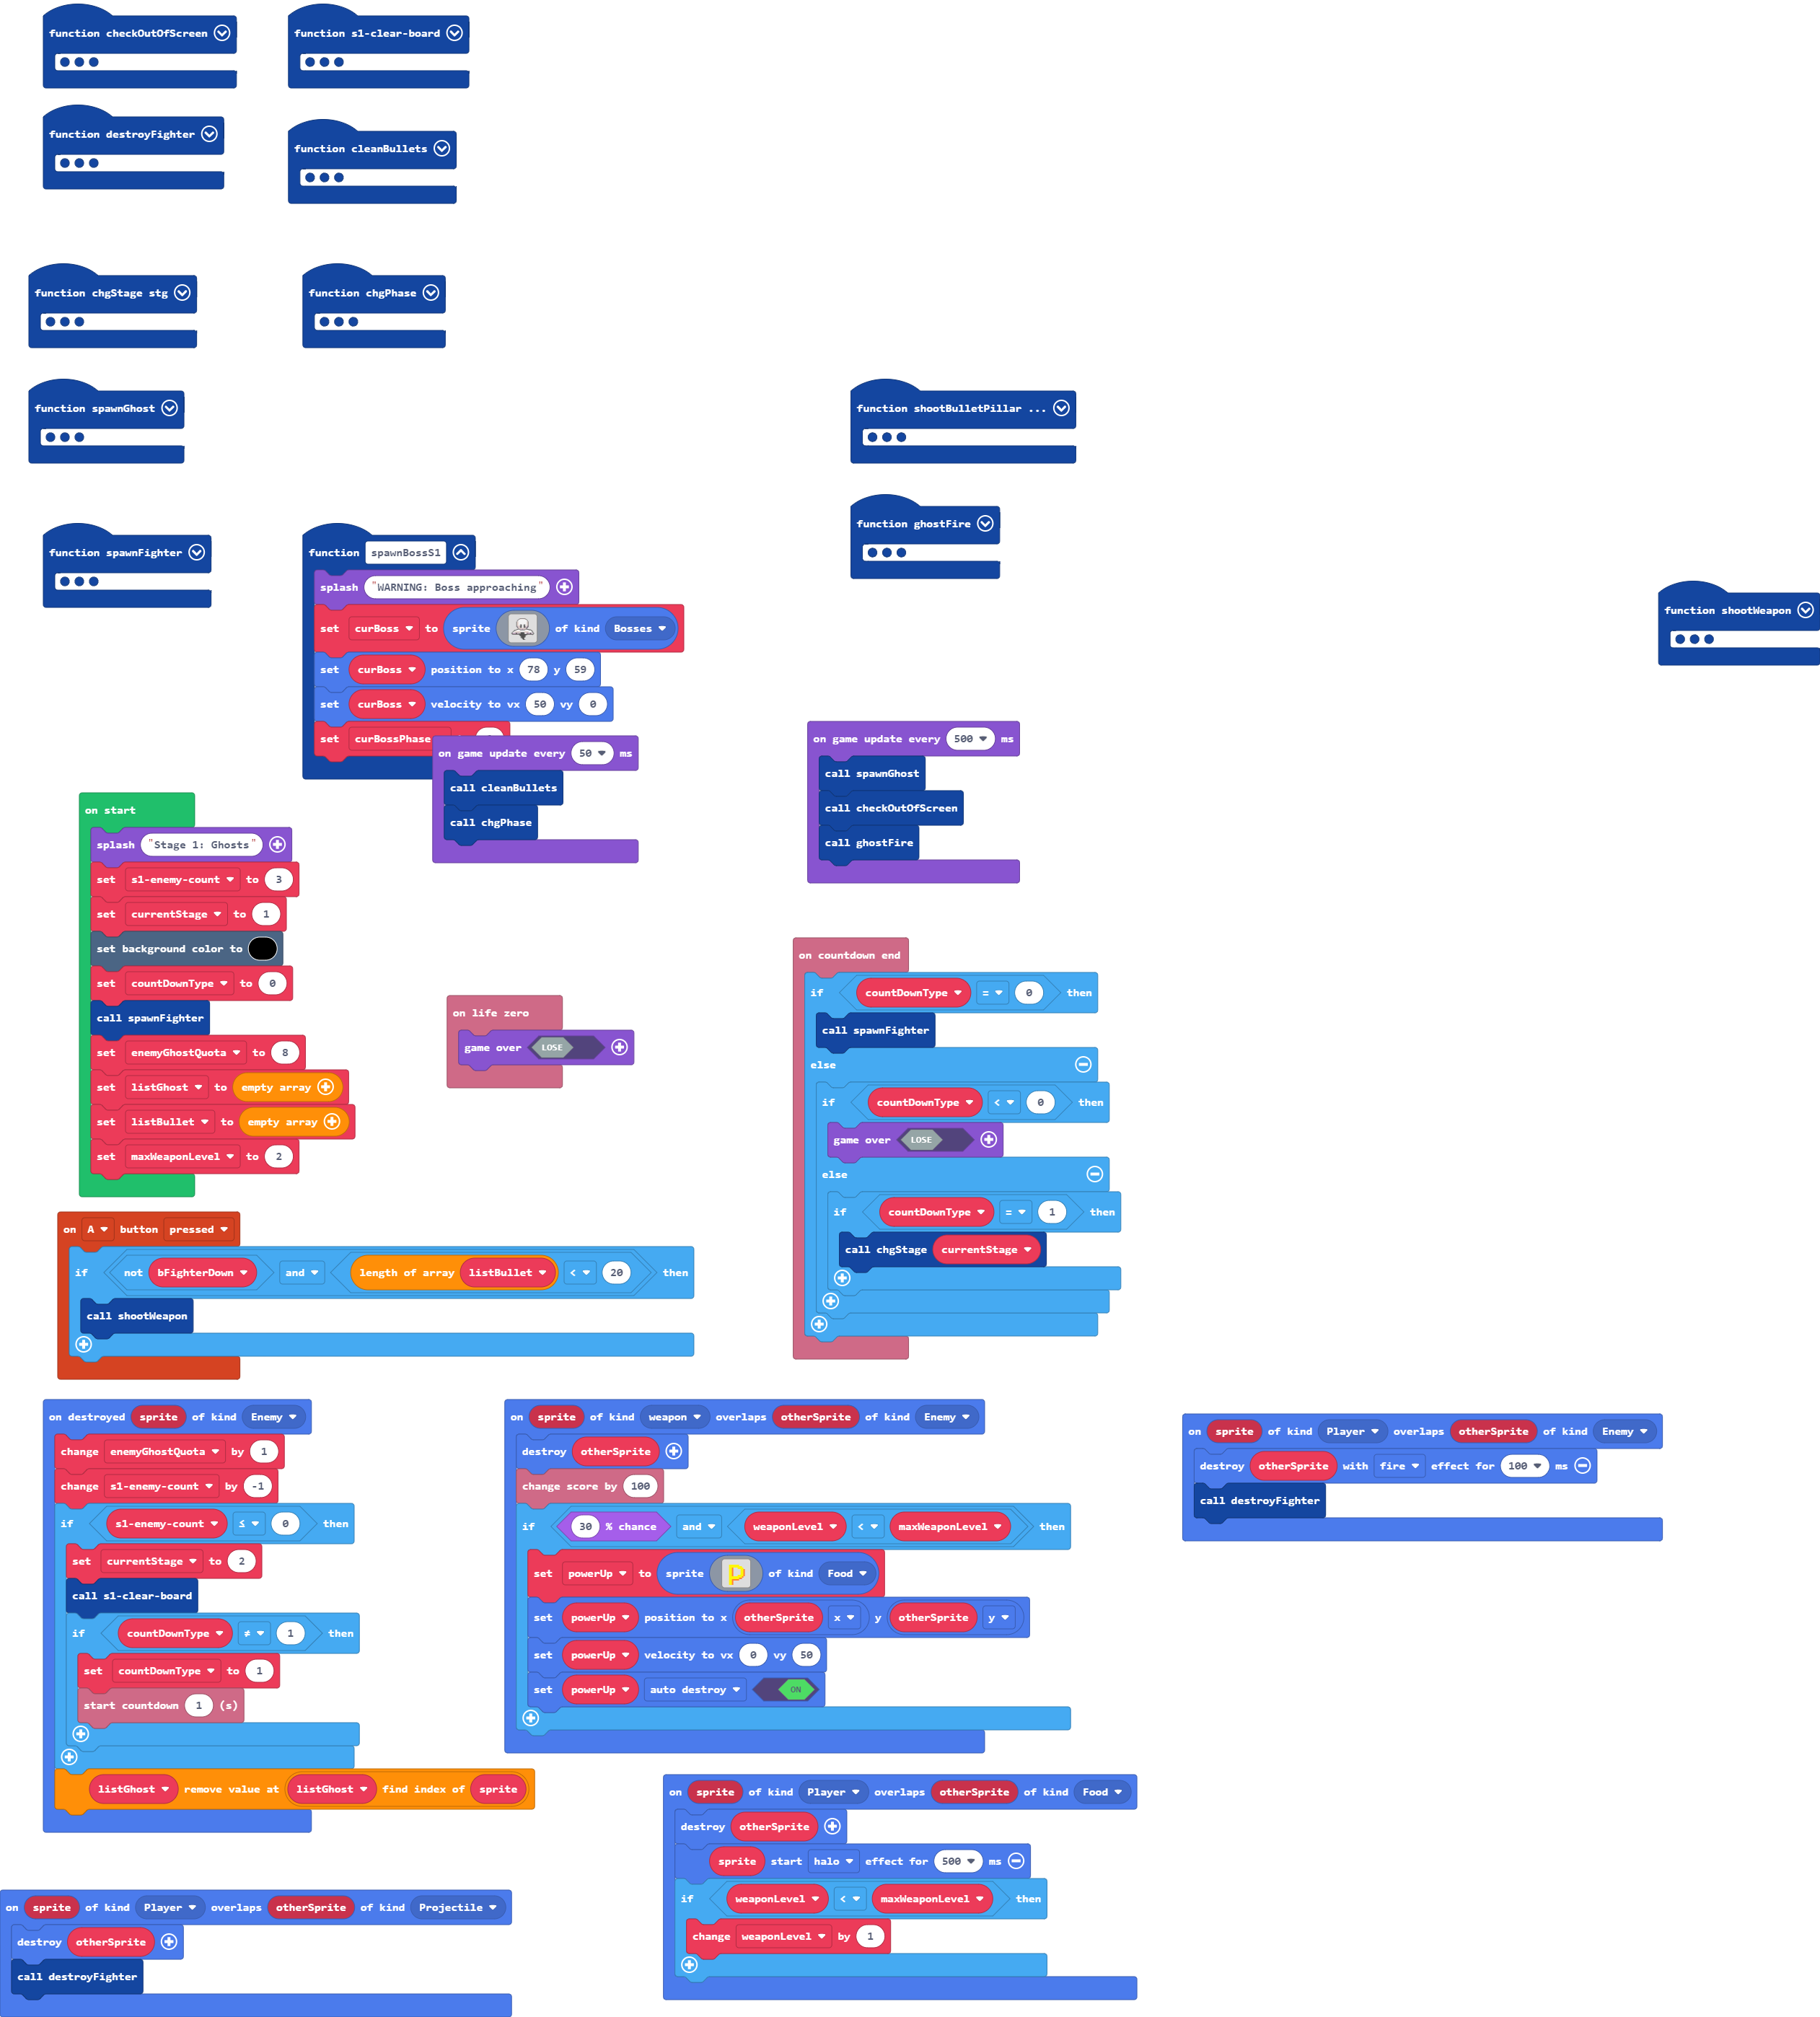 function checkOutOfScreen
function s1-clear-board
function destroyFighter
function cleanBullets
function chgStage stg
function chgPhase
function spawnGhost
function shootBulletPillar ...
function ghostFire
function spawnFighter
function spawnBossS1
splash "WARNING: Boss approaching"
set curBoss to sprite of kind Bosses
set curBoss position to x 78 y 59
set curBoss velocity to vx 50 vy 0
set curBossPhase
function shootWeapon
on game update every 50 ms
call cleanBullets
call chgPhase
on game update every 500 ms
call spawnGhost
call checkOutOfScreen
call ghostFire
on start
splash "Stage 1: Ghosts"
set s1-enemy-count to 3
set currentStage to 1
set background color to
set countDownType to 0
call spawnFighter
set enemyGhostQuota to 8
set listGhost to empty array
set listBullet to empty array
set maxWeaponLevel to 2
on life zero
game over LOSE
on countdown end
if countDownType = 0 then
call spawnFighter
else
if countDownType < 0 then
game over LOSE
else
if countDownType = 1 then
call chgStage currentStage
on A button pressed
if not bFighterDown and length of array listBullet < 20 then
call shootWeapon
on destroyed sprite of kind Enemy
change enemyGhostQuota by 1
change s1-enemy-count by -1
if s1-enemy-count ≤ 0 then
set currentStage to 2
call s1-clear-board
if countDownType ≠ 1 then
set countDownType to 1
start countdown 1 (s)
listGhost remove value at listGhost find index of sprite
on sprite of kind weapon overlaps otherSprite of kind Enemy
destroy otherSprite
change score by 100
if 30 % chance and weaponLevel < maxWeaponLevel then
set powerUp to sprite P of kind Food
set powerUp position to x otherSprite x y otherSprite y
set powerUp velocity to vx 0 vy 50
set powerUp auto destroy ON
on sprite of kind Player overlaps otherSprite of kind Enemy
destroy otherSprite with fire effect for 100 ms
call destroyFighter
on sprite of kind Player overlaps otherSprite of kind Food
destroy otherSprite
sprite start halo effect for 500 ms
if weaponLevel < maxWeaponLevel then
change weaponLevel by 1
on sprite of kind Player overlaps otherSprite of kind Projectile
destroy otherSprite
call destroyFighter